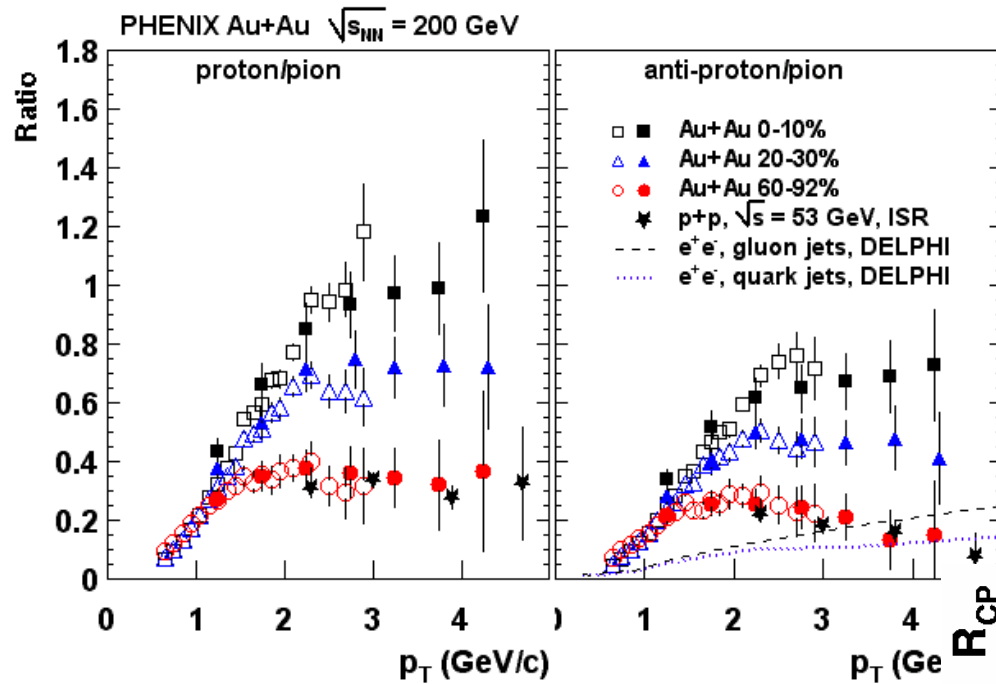 PHENIX Au+Au √sNN = 200 GeV
Ratio
1.8
1.6
1.4
1.2
1
0.8
0.6
0.4
0.2
0
proton/pion
0 1 2 3 4
pT (GeV/c)
anti-proton/pion
Au+Au 0-10%
Au+Au 20-30%
Au+Au 60-92%
p+p, √s = 53 GeV, ISR
e+e-, gluon jets, DELPHI
e+e-, quark jets, DELPHI
0 1 2 3 4
pT (Ge
RCP